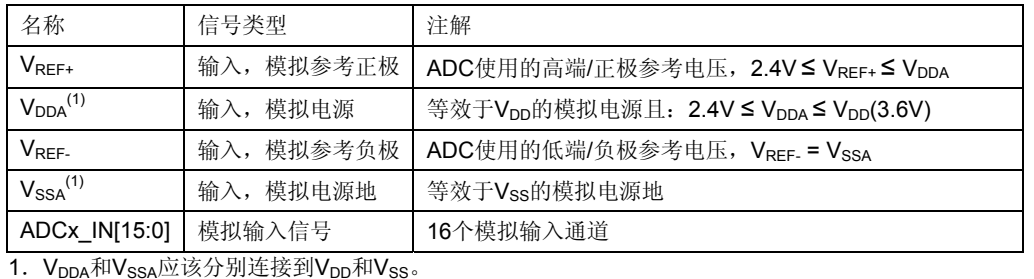 名称 信号类型 注解
VREF+ 输入，模拟参考正极 ADC使用的高端/正极参考电压，2.4V ≤ VREF+ ≤ VDDA
VDDA(1) 输入，模拟电源 等效于VDD的模拟电源且：2.4V ≤ VDDA ≤ VDD(3.6V)
VREF- 输入，模拟参考负极 ADC使用的低端/负极参考电压，VREF- = VSSA
VSSA(1) 输入，模拟电源地 等效于VSS的模拟电源地
ADCx_IN[15:0] 模拟输入信号 16个模拟输入通道
1. VDDA和VSSA应该分别连接到VDD和VSS。